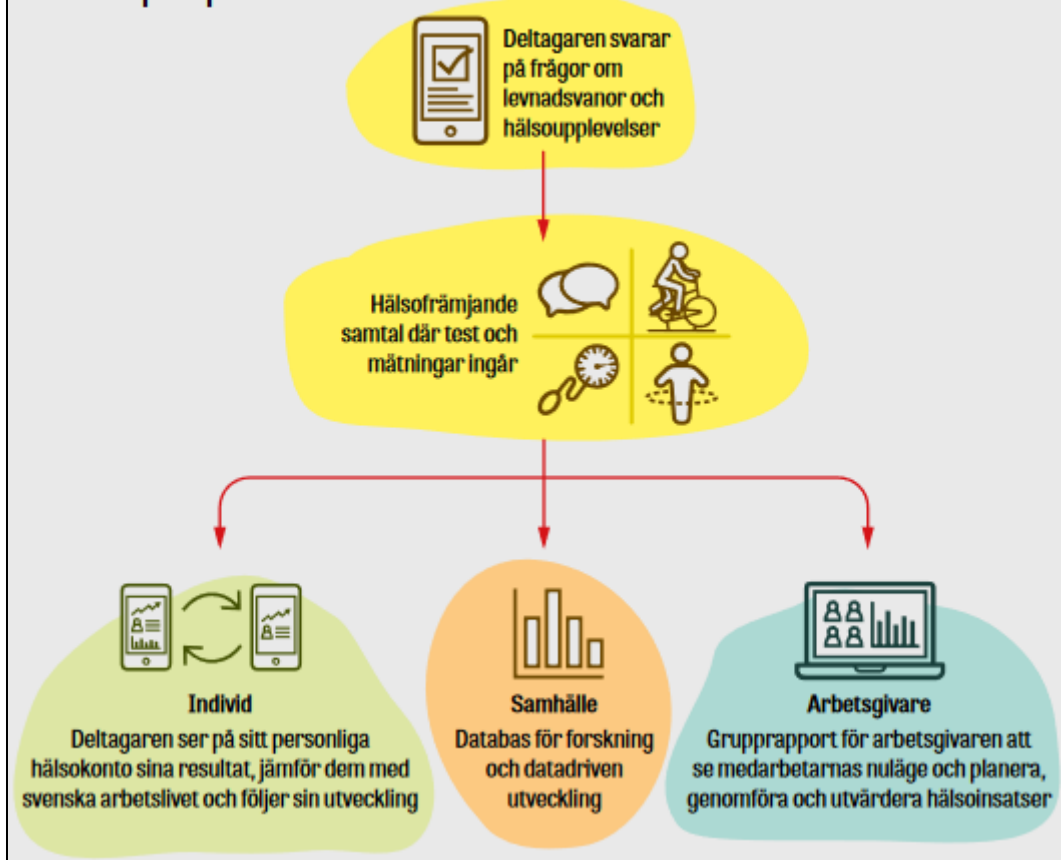 Deltagaren svarar
på frågor om
levnadsvanor och
hälsoupplevelser
Hälsofrämjande
samtal där test och
mätningar ingår
Individ
Deltagaren ser på sitt personliga
hälsokonto sina resultat, jämför dem med
svenska arbetslivet och följer sin utveckling
Samhälle
Databas för forskning
och datadriven
utveckling
Arbetsgivare
Grupprapport för arbetsgivaren att
se medarbetarnas nuläge och planera,
genomföra och utvärdera hälsoinsatser